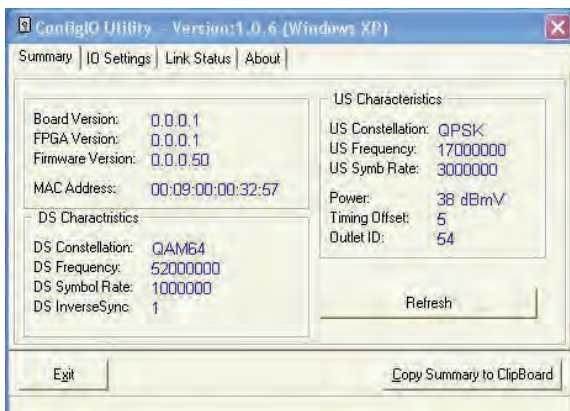 ConfigIO Utility - Version:1.0.6 (Windows XP)
Summary IO Settings Link Status About
Board Version: 0.0.0.1
FPGA Version: 0.0.0.1
Firmware Version: 0.0.0.50
MAC Address: 00:09:00:00:32:57
DS Charactristics
DS Constellation: QAM64
DS Frequency: 52000000
DS Symbol Rate: 1000000
DS InverseSync 1
US Characteristics
US Constellation: QPSK
US Frequency: 17000000
US Symb Rate: 3000000
Power: 38 dBmV
Timing Offset: 5
Outlet ID: 54
Refresh
Exit
Copy Summary to ClipBoard